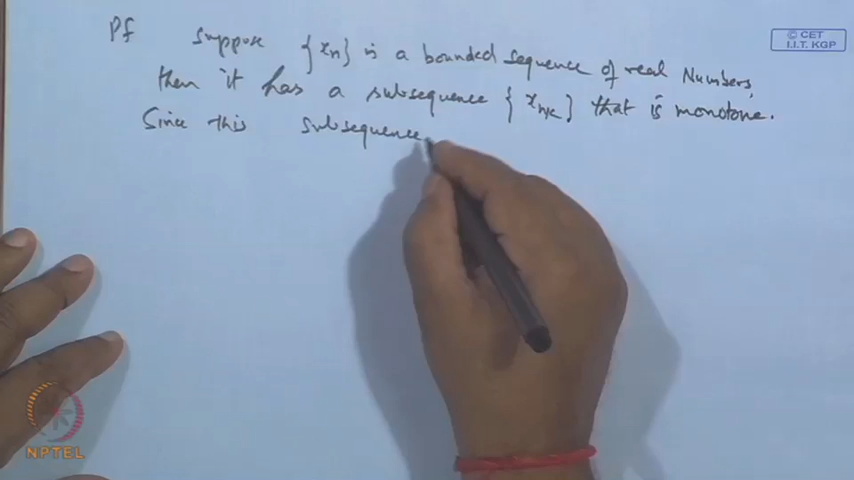 Pf Suppose {xn} is a bounded sequence of real Numbers,
then it has a subsequence {xnk} that is monotone.
Since this subsequence
© CET
I.I.T. KGP
NPTEL